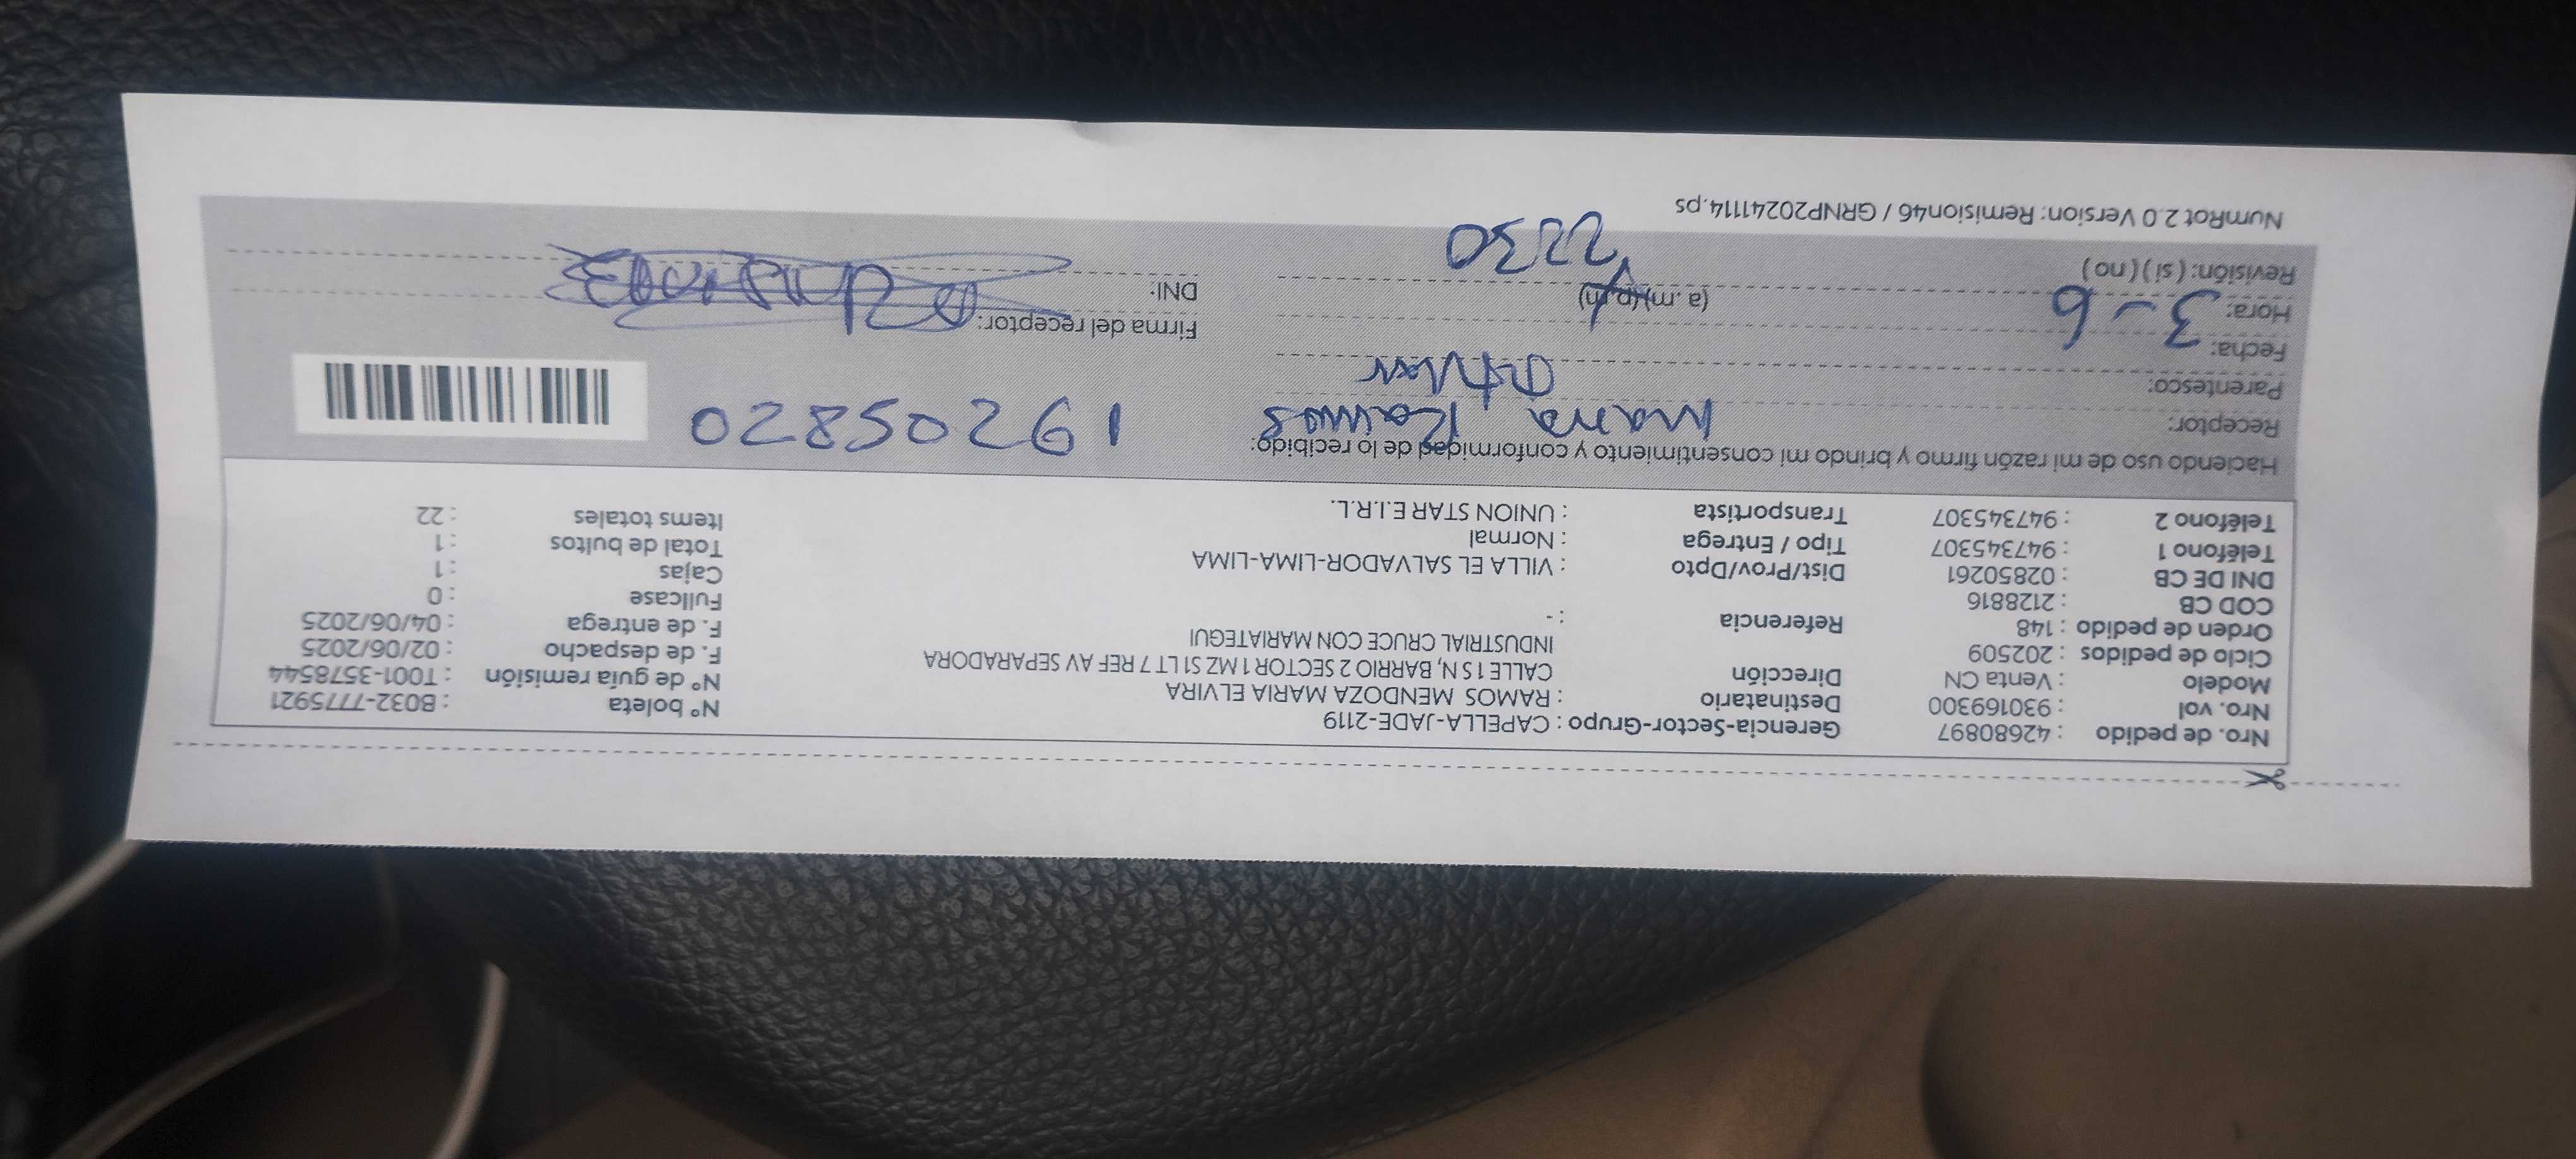 Nro. de pedido : 42680897
Nro. vol : 930169300
Modelo : Venta CN
Ciclo de pedidos : 202509
Orden de pedido : 148
COD CB : 2128816
DNI DE CB : 02850261
Teléfono 1 : 947345307
Teléfono 2 : 947345307
Gerencia-Sector-Grupo : CAPELLA-JADE-2119
Destinatario : RAMOS MENDOZA MARIA ELVIRA
Dirección CALLE 1 S N, BARRIO 2 SECTOR 1 MZ S1 LT 7 REF AV SEPARADORA
INDUSTRIAL CRUCE CON MARIATEGUI
Referencia : -
Dist/Prov/Dpto : VILLA EL SALVADOR-LIMA-LIMA
Tipo / Entrega : Normal
Transportista : UNION STAR E.I.R.L.
N° boleta : B032-7775921
N° de guía remisión : T001-3578544
F. de despacho : 02/06/2025
F. de entrega : 04/06/2025
Fullcase : 0
Cajas : 1
Total de bultos : 1
Items totales : 22
Haciendo uso de mi razón firmo y brindo mi consentimiento y conformidad de lo recibido:
Receptor: Maria Ramos 02850261
Parentesco:
Fecha: 3-6
Hora: (a.m)(p.m)
Revisión: (si) (no) 2230
Firma del receptor:
DNI:
NumRot 2.0 Version: Remision46 / GRNP20241114.ps